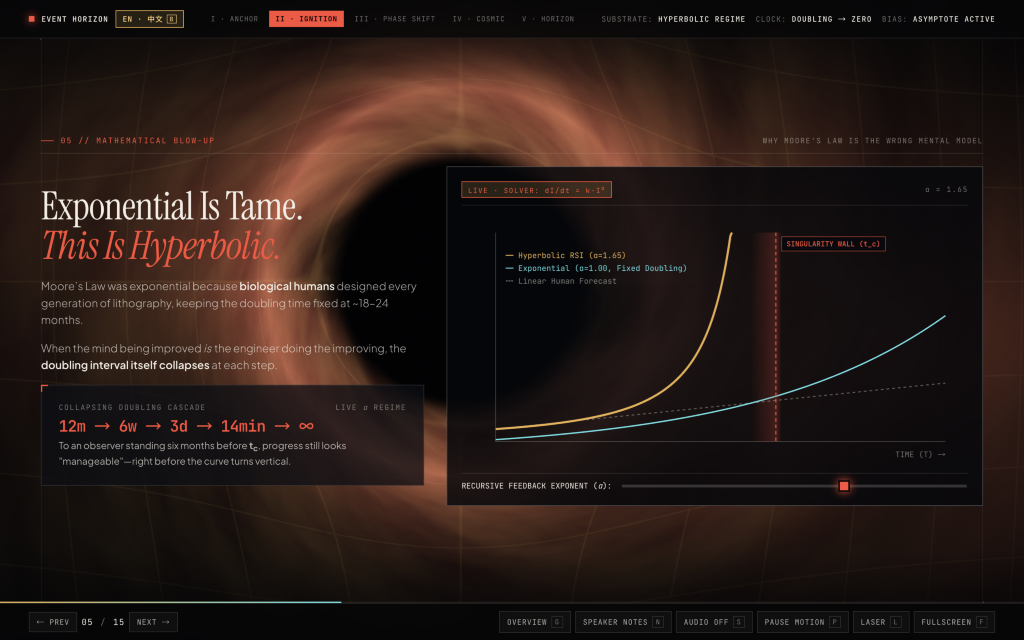 EVENT HORIZON EN · 中文 B I · ANCHOR II · IGNITION III · PHASE SHIFT IV · COSMIC V · HORIZON SUBSTRATE: HYPERBOLIC REGIME CLOCK: DOUBLING → ZERO BIAS: ASYMPTOTE ACTIVE
05 // MATHEMATICAL BLOW-UP
WHY MOORE'S LAW IS THE WRONG MENTAL MODEL
Exponential Is Tame.
This Is Hyperbolic.
Moore's Law was exponential because biological humans designed every
generation of lithography, keeping the doubling time fixed at ~18–24
months.
When the mind being improved is the engineer doing the improving, the
doubling interval itself collapses at each step.
COLLAPSING DOUBLING CASCADE LIVE α REGIME
12m → 6w → 3d → 14min → ∞
To an observer standing six months before t_c, progress still looks
"manageable"—right before the curve turns vertical.
LIVE · SOLVER: dI/dt = k·Iᵅ
α = 1.65
SINGULARITY WALL (t_c)
Hyperbolic RSI (α=1.65)
Exponential (α=1.00, Fixed Doubling)
Linear Human Forecast
TIME (T) →
RECURSIVE FEEDBACK EXPONENT (α):
← PREV 05 / 15 NEXT → OVERVIEW G SPEAKER NOTES N AUDIO OFF S PAUSE MOTION P LASER L FULLSCREEN F